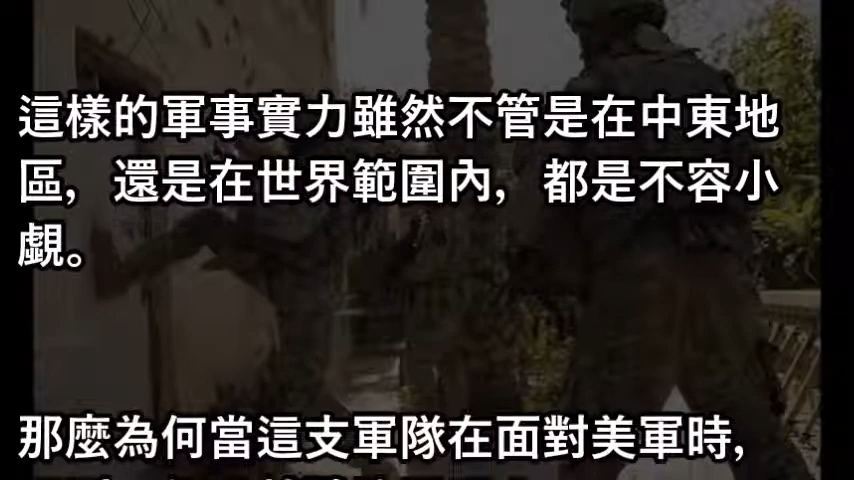 這樣的軍事實力雖然不管是在中東地
區，還是在世界範圍內，都是不容小
覷。
那麼為何當這支軍隊在面對美軍時，